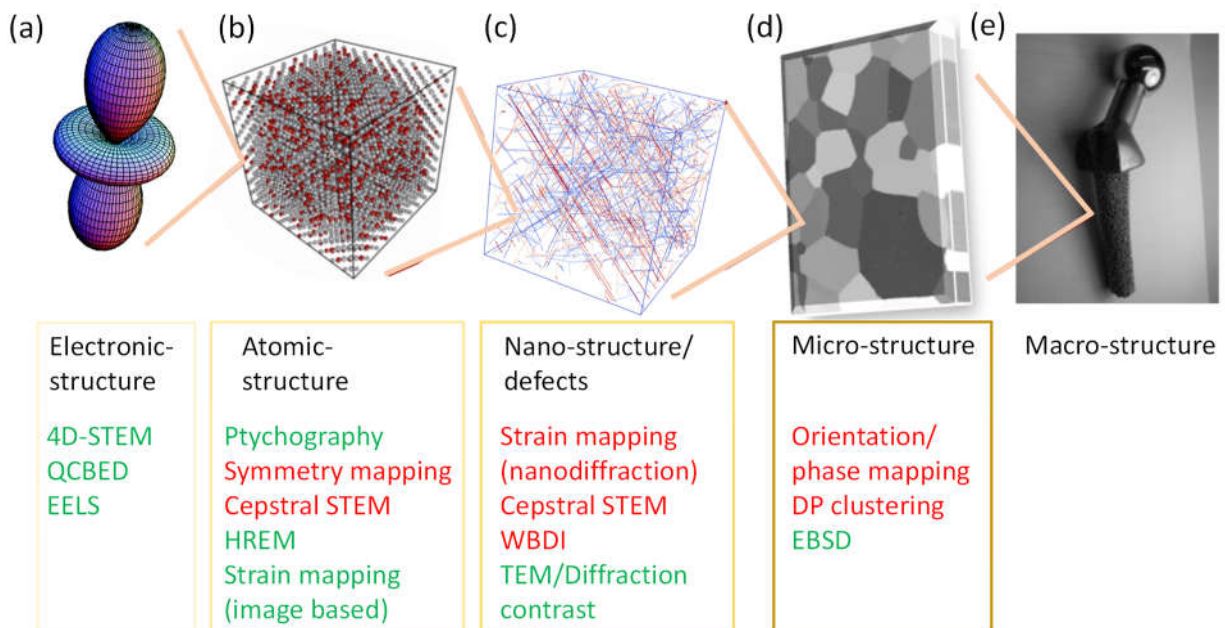 (a)
(b)
(c)
(d)
(e)
Electronic-
structure
4D-STEM
QCBED
EELS
Atomic-
structure
Ptychography
Symmetry mapping
Cepstral STEM
HREM
Strain mapping
(image based)
Nano-structure/
defects
Strain mapping
(nanodiffraction)
Cepstral STEM
WBDI
TEM/Diffraction
contrast
Micro-structure
Orientation/
phase mapping
DP clustering
EBSD
Macro-structure